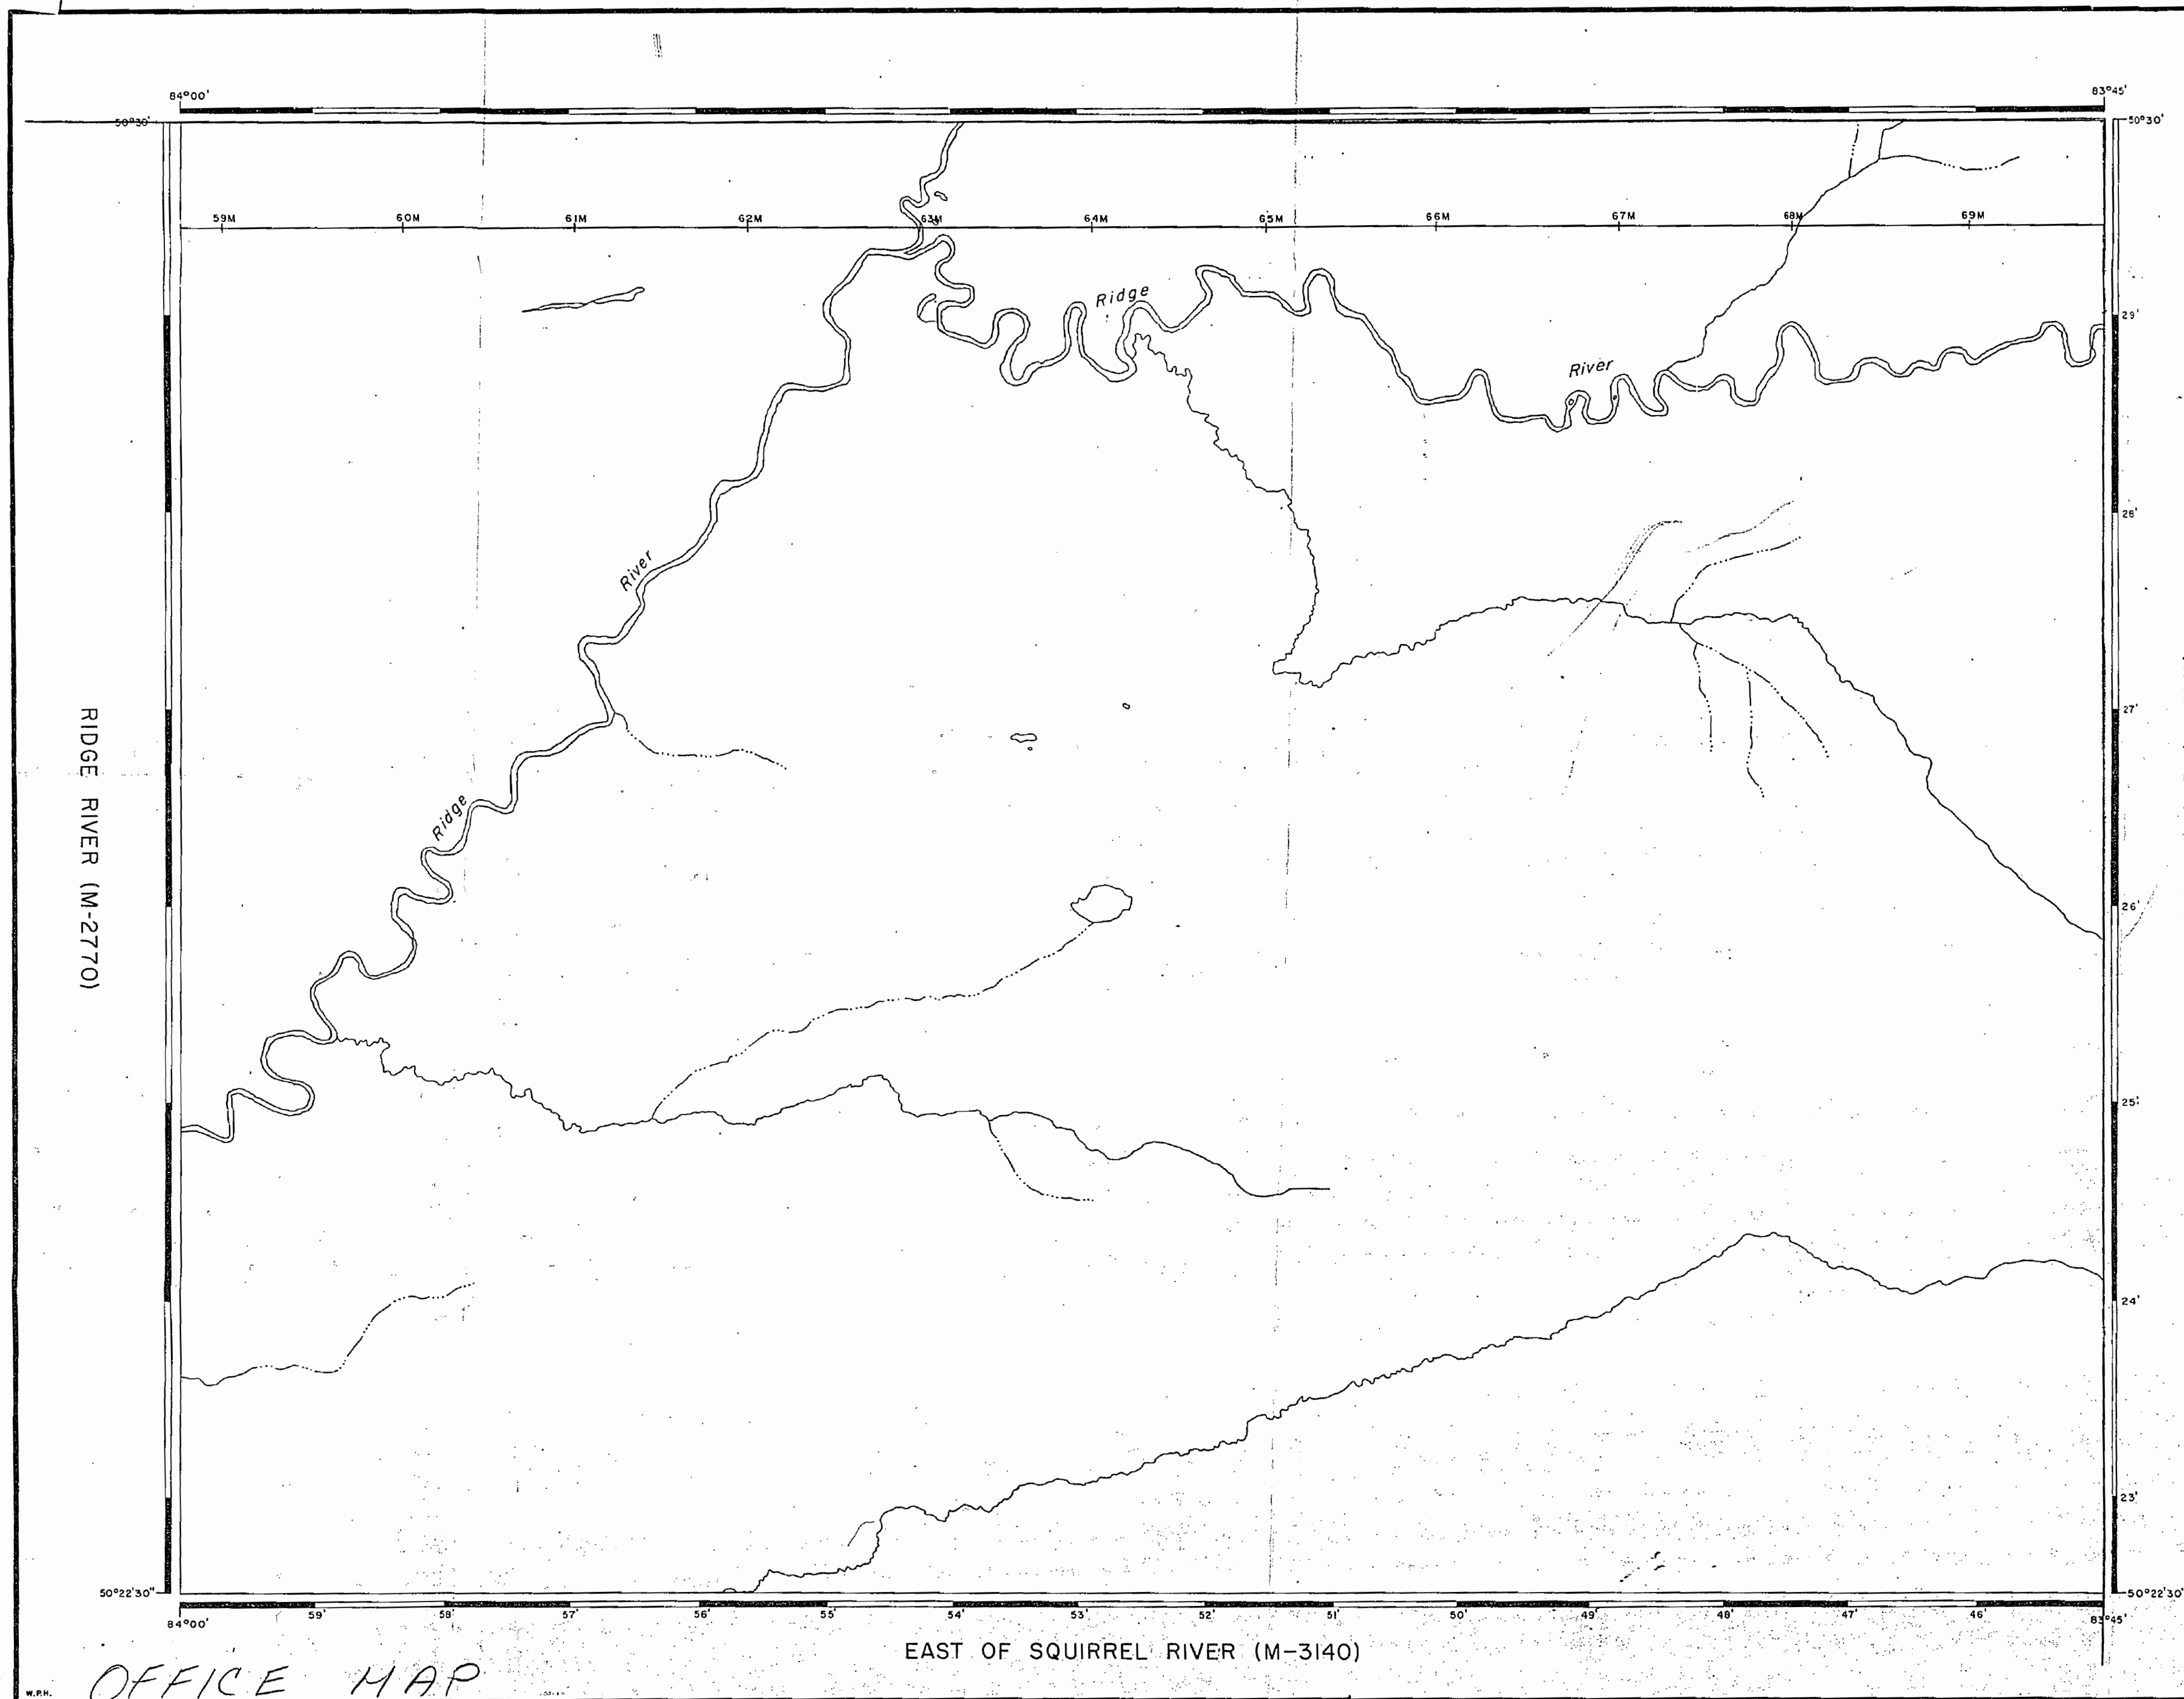 84°00'
83°45'
50°30'
50°30'
59M 60M 61M 62M 63M 64M 65M 66M 67M 68M 69M
Ridge
29'
River
28'
River
27'
RIDGE RIVER (M-2770)
Ridge
26'
25'
24'
23'
50°22'30"
50°22'30"
84°00' 59' 58' 57' 56' 55' 54' 53' 52' 51' 50' 49' 48' 47' 46' 83°45'
EAST OF SQUIRREL RIVER (M-3140)
OFFICE MAP
W.P.H.